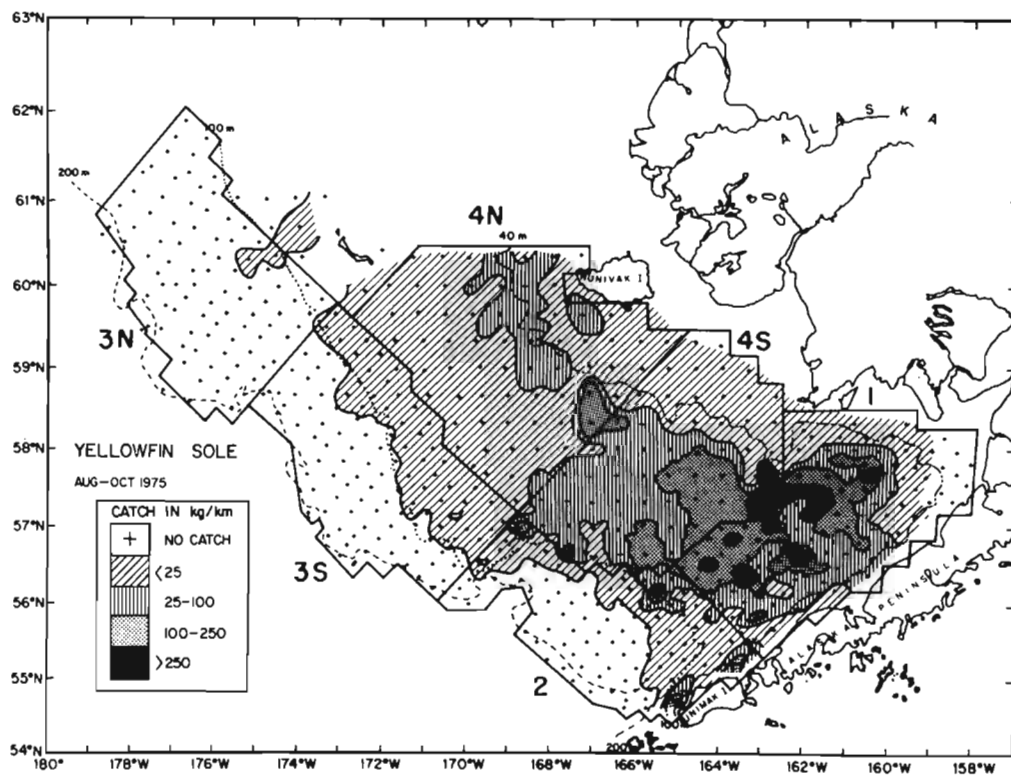 63°N
62°N
61°N
60°N
59°N
58°N
57°N
56°N
55°N
54°N
180°
178°W
176°W
174°W
172°W
170°W
168°W
166°W
164°W
162°W
160°W
158°W
ALASKA
100 m
200 m
4N
40 m
NUNIVAK I
3N
4S
1
YELLOWFIN SOLE
AUG-OCT 1975
CATCH IN kg/km
+ NO CATCH
<25
25-100
100-250
>250
3S
2
ALASKA PENINSULA
UNIMAK I